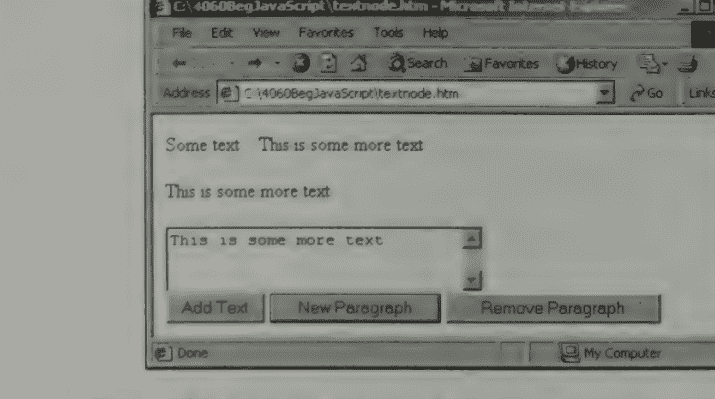 C:\4060BegJavaScript\textnode.htm - Microsoft Internet Explorer
File Edit View Favorites Tools Help
Search Favorites History
Address C:\4060BegJavaScript\textnode.htm Go Links
Some text This is some more text
This is some more text
This is some more text
Add Text New Paragraph Remove Paragraph
Done My Computer